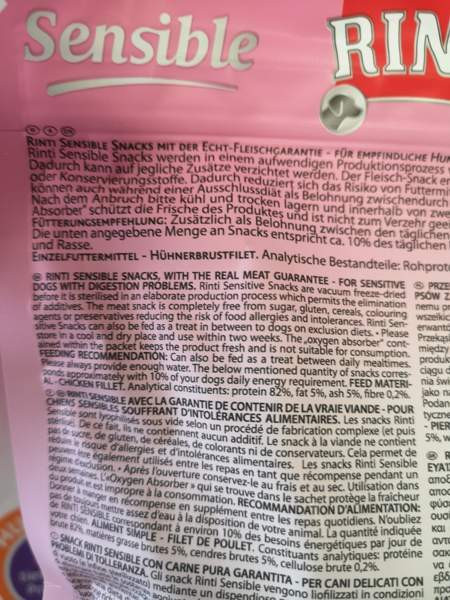 Sensible
RIN
RINTI SENSIBLE SNACKS MIT DER ECHT-FLEISCHGARANTIE - FÜR EMPFINDLICHE HUN
Rinti Sensible Snacks werden in einem aufwendigen Produktionsprozess
Dadurch kann auf jegliche Zusätze verzichtet werden. Der Fleisch-Snack
oder Konservierungsstoffe. Dadurch reduziert sich das Risiko von Futterm
können auch während einer Ausschlussdiät als Belohnung zwischendurch
Nach dem Anbruch bitte kühl und trocken lagern und innerhalb von zwe
Absorber" schützt die Frische des Produktes und ist nicht zum Verzehr gee
FÜTTERUNGSEMPFEHLUNG: Zusätzlich als Belohnung zwischen den täglichen
Die unten angegebene Menge an Snacks entspricht ca. 10% des täglichen
und Rasse.
EINZELFUTTERMITTEL - HÜHNERBRUSTFILET. Analytische Bestandteile: Rohprote
RINTI SENSIBLE SNACKS, WITH THE REAL MEAT GUARANTEE - FOR SENSITIVE
DOGS WITH DIGESTION PROBLEMS. Rinti Sensitive Snacks are vacuum freeze-dried
before it is sterilised in an elaborate production process which permits the elimination
of additives. The meat snack is completely free from sugar, gluten, cereals, colouring
agents or preservatives reducing the risk of food allergies and intolerances. Rinti Sen-
sitive Snacks can also be fed as a treat in between to dogs on exclusion diets. • Please
store in a cool and dry place and use within two weeks. The „oxygen absorber" cont-
ained within the packet keeps the product fresh and is not suitable for consumption.
FEEDING RECOMMENDATION: Can also be fed as a treat between daily mealtimes.
Please always provide enough water. The below mentioned quantity of snacks corres-
ponds approximately with 10% of your dogs daily energy requirement. FEED MATERI-
AL - CHICKEN FILLET. Analytical constituents: protein 82%, fat 5%, ash 5%, fibre 0,2%.
RINTI SENSIBLE AVEC LA GARANTIE DE CONTENIR DE LA VRAIE VIANDE - POUR
CHIENS SENSIBLES SOUFFRANT D'INTOLÉRANCES ALIMENTAIRES. Les snacks Rinti
Sensible sont lyophilisés sous vide selon un procédé de fabrication complexe (et puis
stérilisé). De ce fait, ils ne contiennent aucun additif. Le snack à la viande ne contient
pas de sucre, de gluten, de céréales, de colorants ni de conservateurs. Cela permet de
réduire le risque d'allergies et d'intolérances alimentaires. Les snacks Rinti Sensible
peuvent être également utilisés entre les repas en tant que récompense pendant un
régime d'exclusion. • Après l'ouverture conservez-le au frais et au sec. Utilisation dans
deux semaines. L'«Oxygen Absorber » qui se trouve dans le sachet protège la fraîcheur
du produit et est impropre à la consommation. RECOMMANDATION D'ALIMENTATION:
Donner à manger en récompense en supplément entre les repas quotidiens. N'oubliez
pas de toujours mettre assez d'eau à la disposition de votre animal. La quantité indiquée
de RINTI SENSIBLE correspondant à environ 10% des besoins énergétiques par jour de
votre chien. ALIMENT SIMPLE - FILET DE POULET. Constituants analytiques: protéine
brute 82%, matières grasse brutes 5%, cendres brutes 5%, cellulose brute 0,2%.
SNACK RINTI SENSIBLE CON CARNE PURA GARANTITA - PER CANI DELICATI CON
PROBLEMI DI TOLLERANZA. Gli snack Rinti Sensible vengono liofilizzati in condizioni
mediante un dispendioso